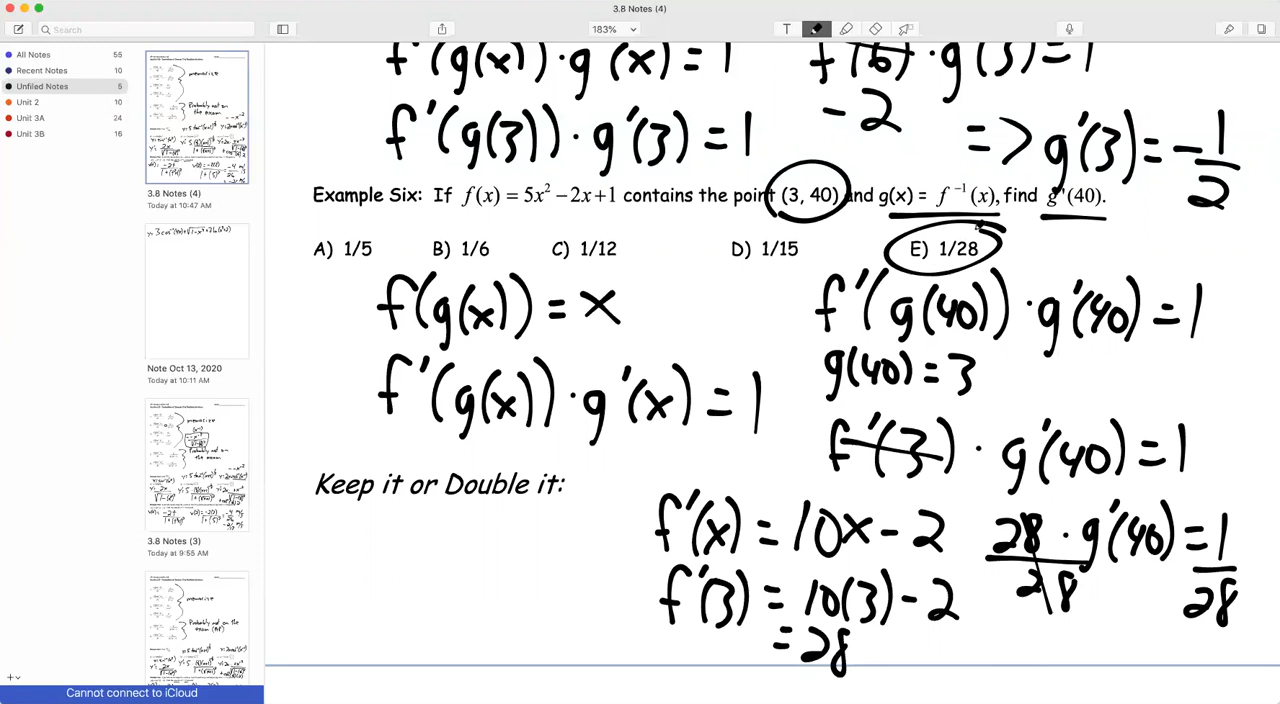 3.8 Notes (4)
Search
183%
T
All Notes 55
Recent Notes 10
Unfiled Notes 5
Unit 2 10
Unit 3A 24
Unit 3B 16
3.8 Notes (4)
Today at 10:11 AM
Note Oct 13, 2020
Today at 10:11 AM
3.8 Notes (3)
Today at 9:55 AM
Cannot connect to iCloud
f'(g(x)) · g'(x) = 1
f'(6) · g'(3) = 1
-2
f'(g(3)) · g'(3) = 1
=> g'(3) = -1/2
Example Six: If f(x) = 5x² − 2x + 1 contains the point (3, 40) and g(x) = f ⁻¹(x), find g'(40).
A) 1/5 B) 1/6 C) 1/12 D) 1/15 E) 1/28
f(g(x)) = x
f'(g(x)) · g'(x) = 1
f'(g(40)) · g'(40) = 1
g(40) = 3
f'(3) · g'(40) = 1
Keep it or Double it:
f'(x) = 10x − 2
f'(3) = 10(3) − 2
= 28
28 · g'(40) = 1
28 28